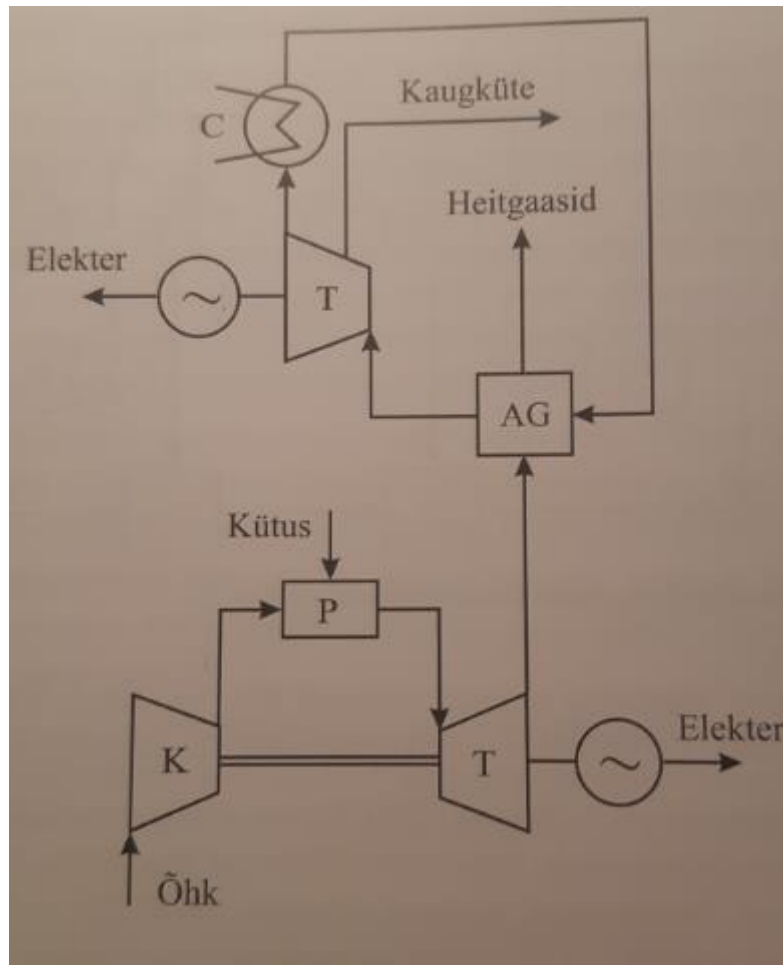 Kaugküte
C
Heitgaasid
Elekter
T
AG
Kütus
P
Elekter
K
T
Õhk